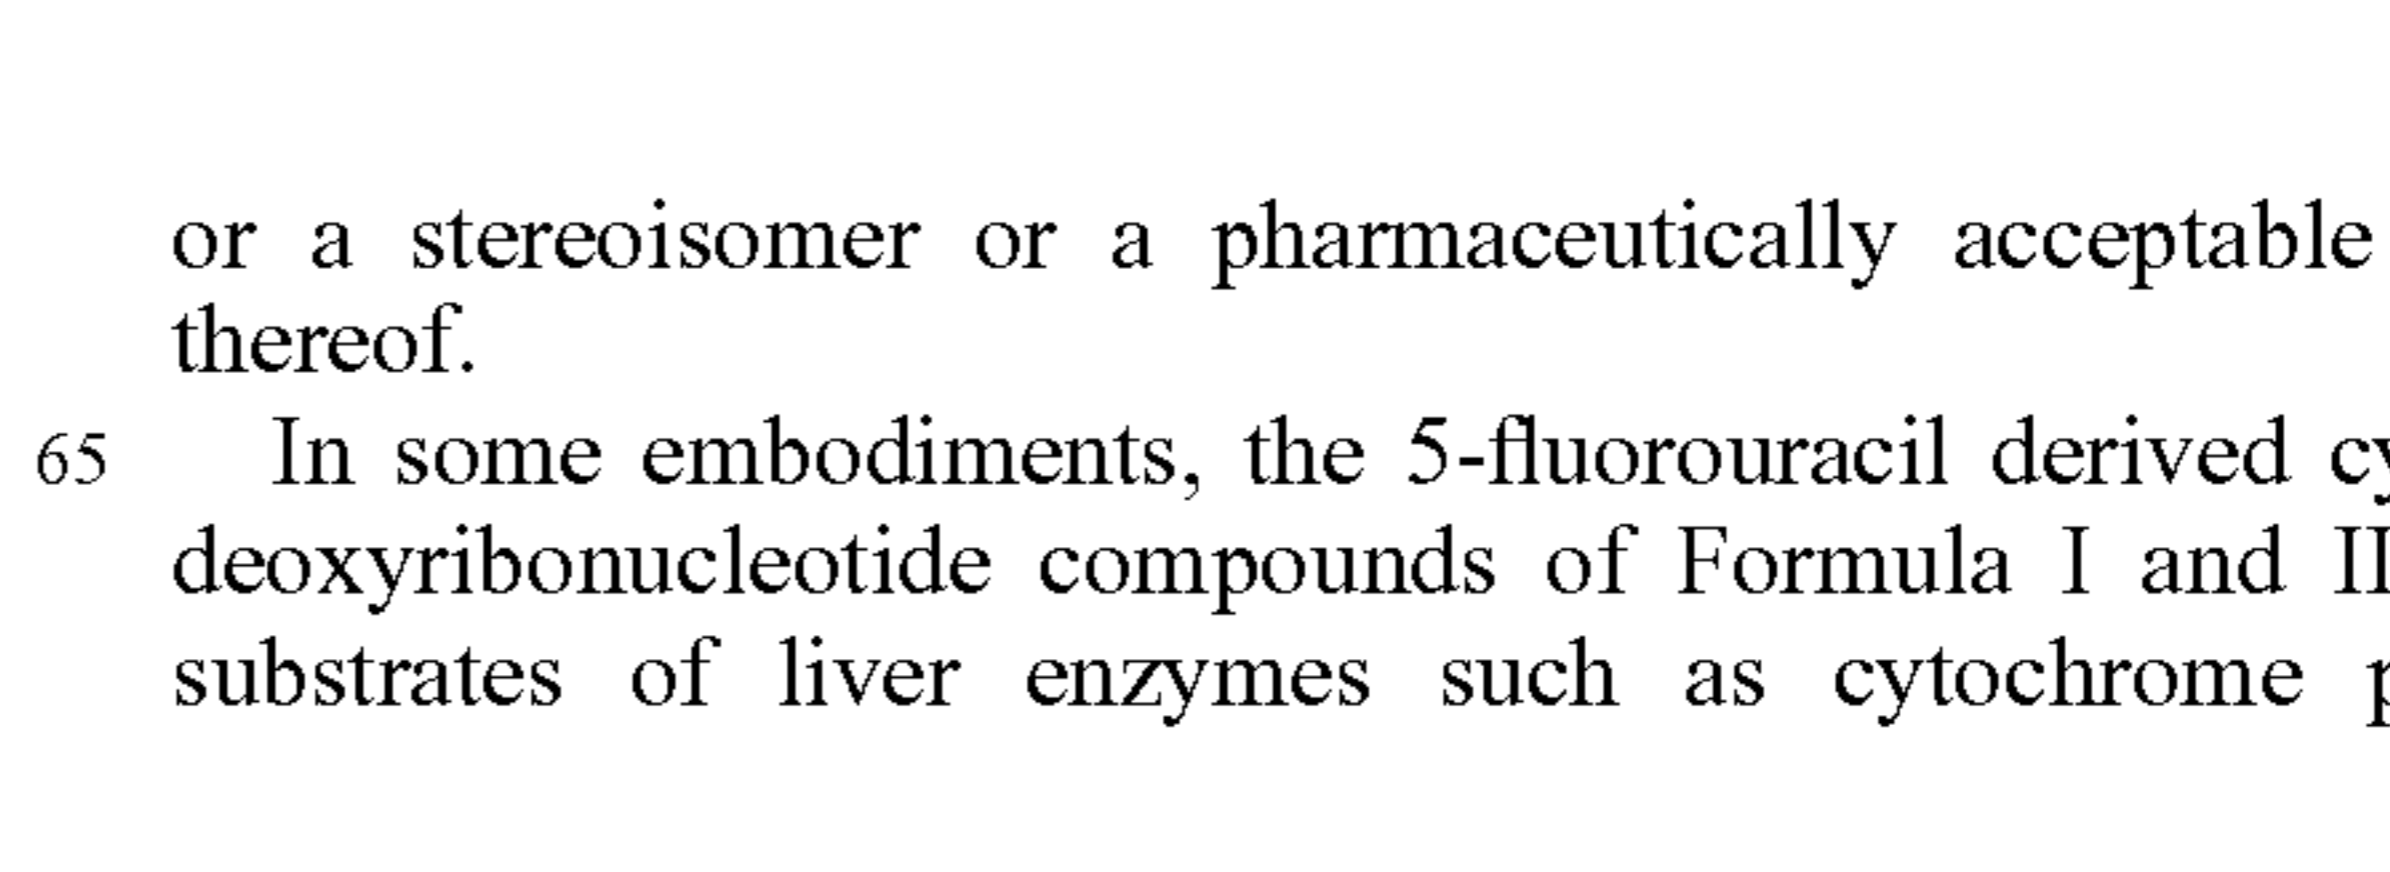 or a stereoisomer or a pharmaceutically acceptable
thereof.
65 In some embodiments, the 5-fluorouracil derived
deoxyribonucleotide compounds of Formula I and II
substrates of liver enzymes such as cytochrome